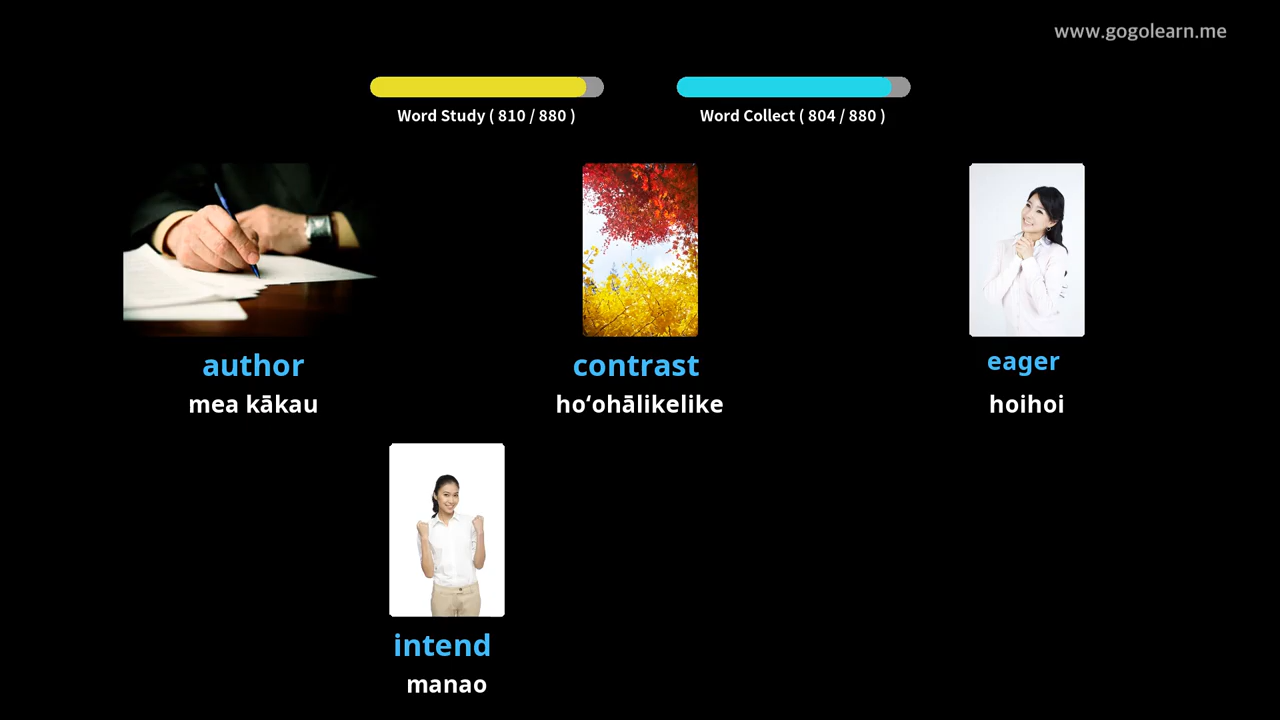 www.gogolearn.me
Word Study ( 810 / 880 )
Word Collect ( 804 / 880 )
author
mea kākau
contrast
hoʻohālikelike
eager
hoihoi
intend
manao